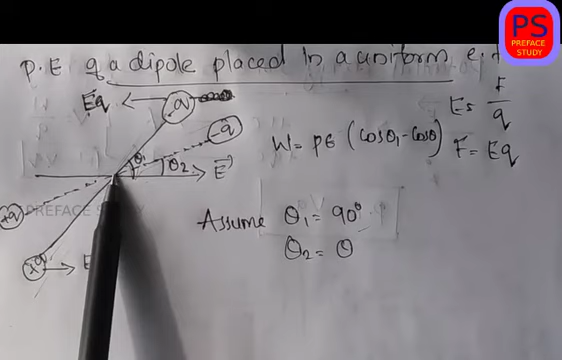 PS
PREFACE
STUDY
P.E of a dipole placed in a uniform e.f
Eq
-q
-q
E = F/q
θ1
θ2
E
W = PE (Cosθ1 - Cosθ)
F = Eq
+q
PREFACE STUDY
Assume θ1 = 90°
θ2 = θ
+q
E